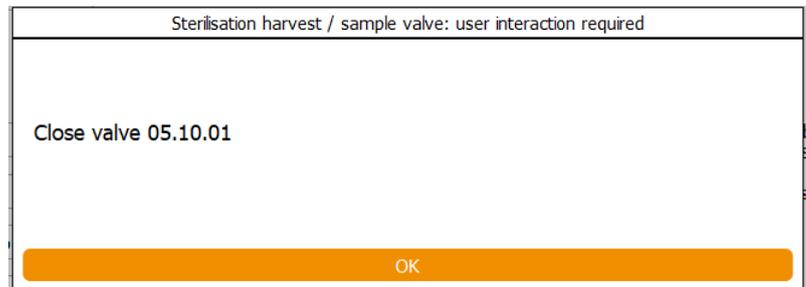 Sterilisation harvest / sample valve: user interaction required
Close valve 05.10.01
OK